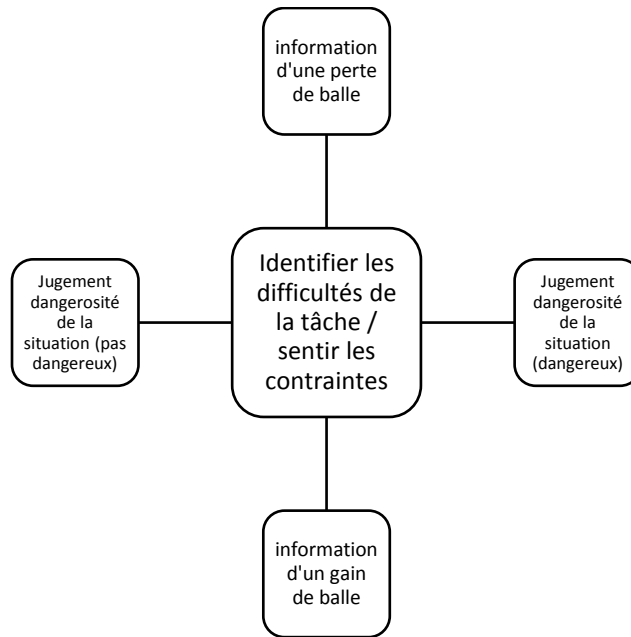 information
d'une perte
de balle
Jugement
dangerosité
de la
situation (pas
dangereux)
Identifier les
difficultés de
la tâche /
sentir les
contraintes
Jugement
dangerosité
de la
situation
(dangereux)
information
d'un gain
de balle